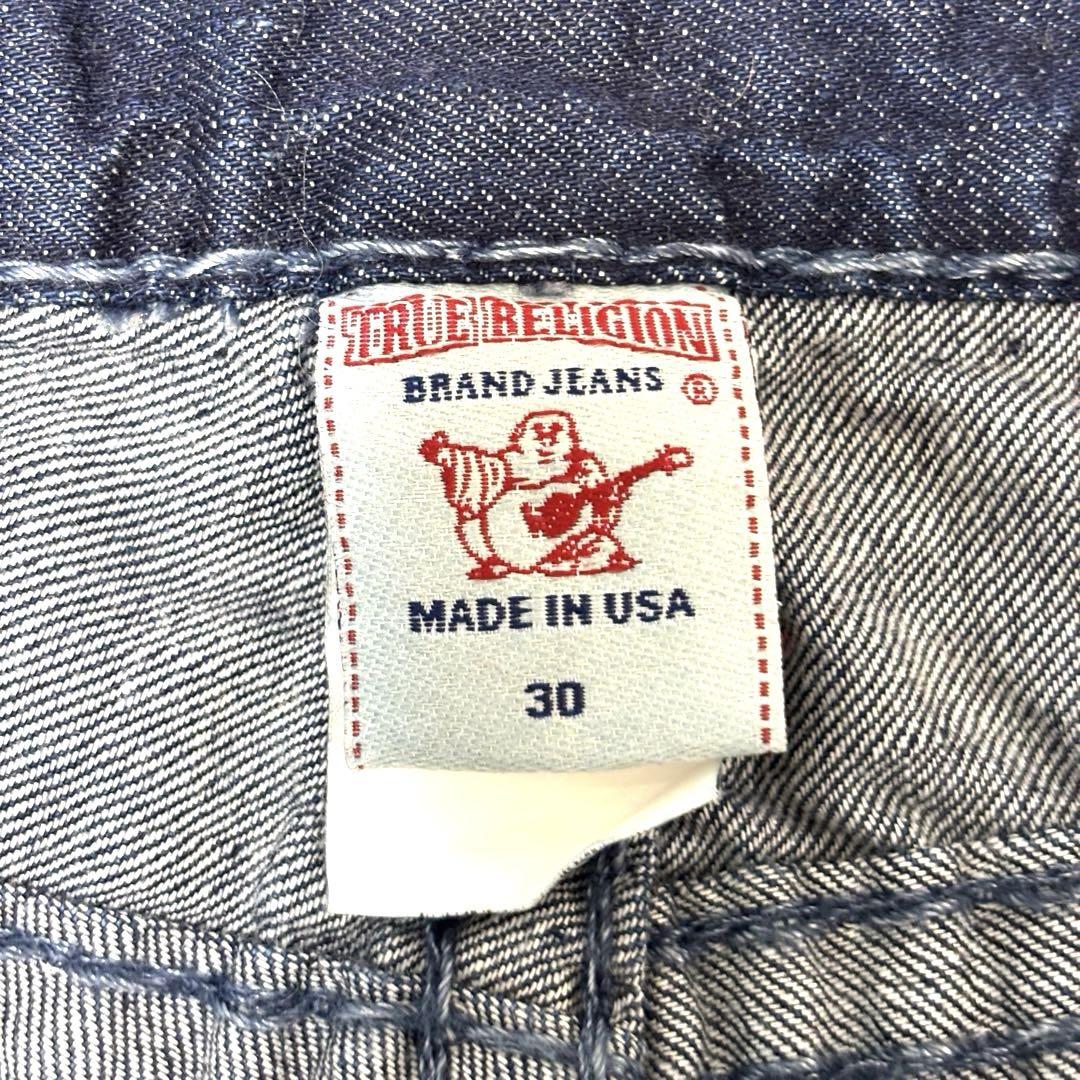 TRUE RELIGION
BRAND JEANS ®
MADE IN USA
30